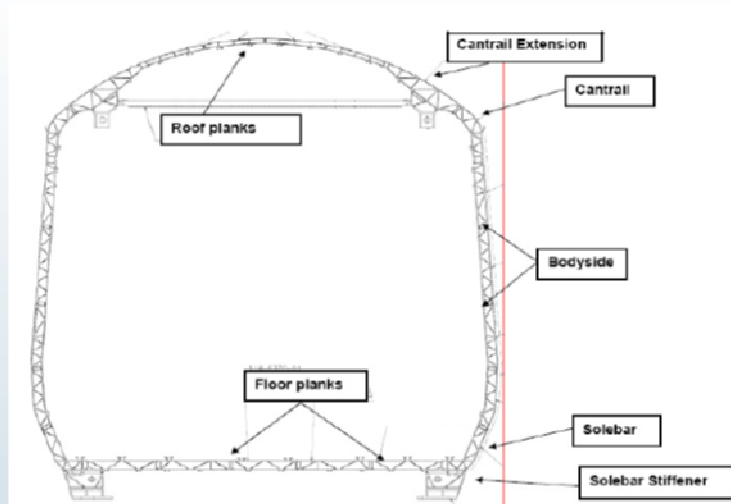 Cantrail Extension
Cantrail
Roof planks
Bodyside
Floor planks
Solebar
Solebar Stiffener